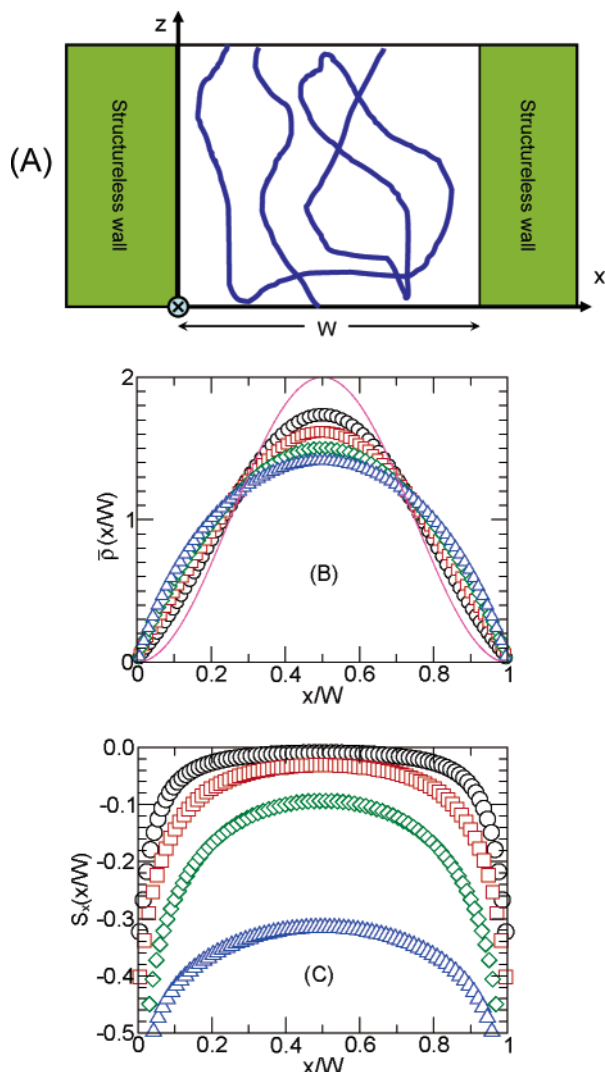 z
(A)
Structureless wall
Structureless wall
x
W
2
1
0
ρ̄(x/W)
(B)
0 0.2 0.4 0.6 0.8 1
x/W
0.0
-0.1
-0.2
-0.3
-0.4
-0.5
Sₓ(x/W)
(C)
0 0.2 0.4 0.6 0.8 1
x/W